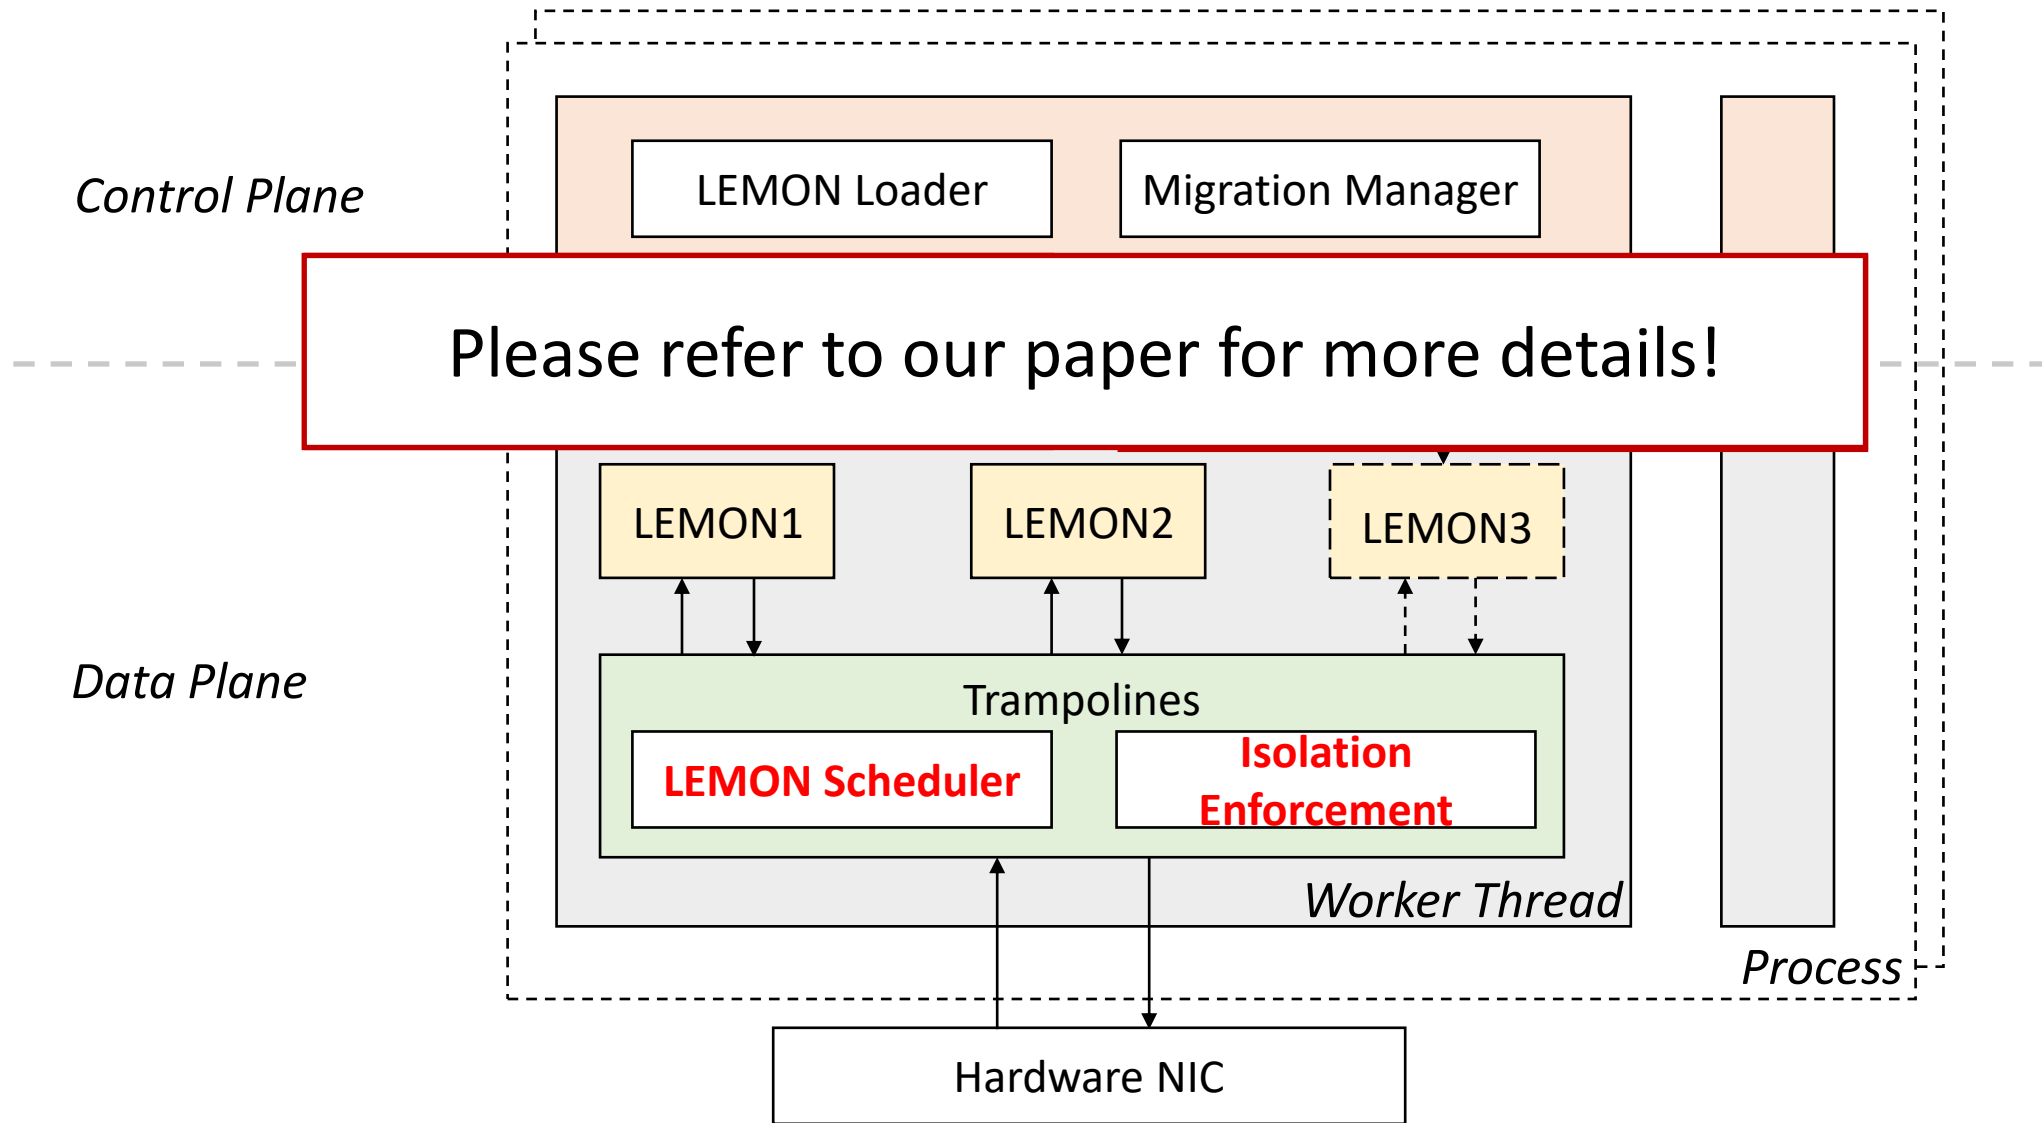 Control Plane
LEMON Loader
Migration Manager
Please refer to our paper for more details!
LEMON1
LEMON2
LEMON3
Data Plane
Trampolines
LEMON Scheduler
Isolation
Enforcement
Worker Thread
Process
Hardware NIC